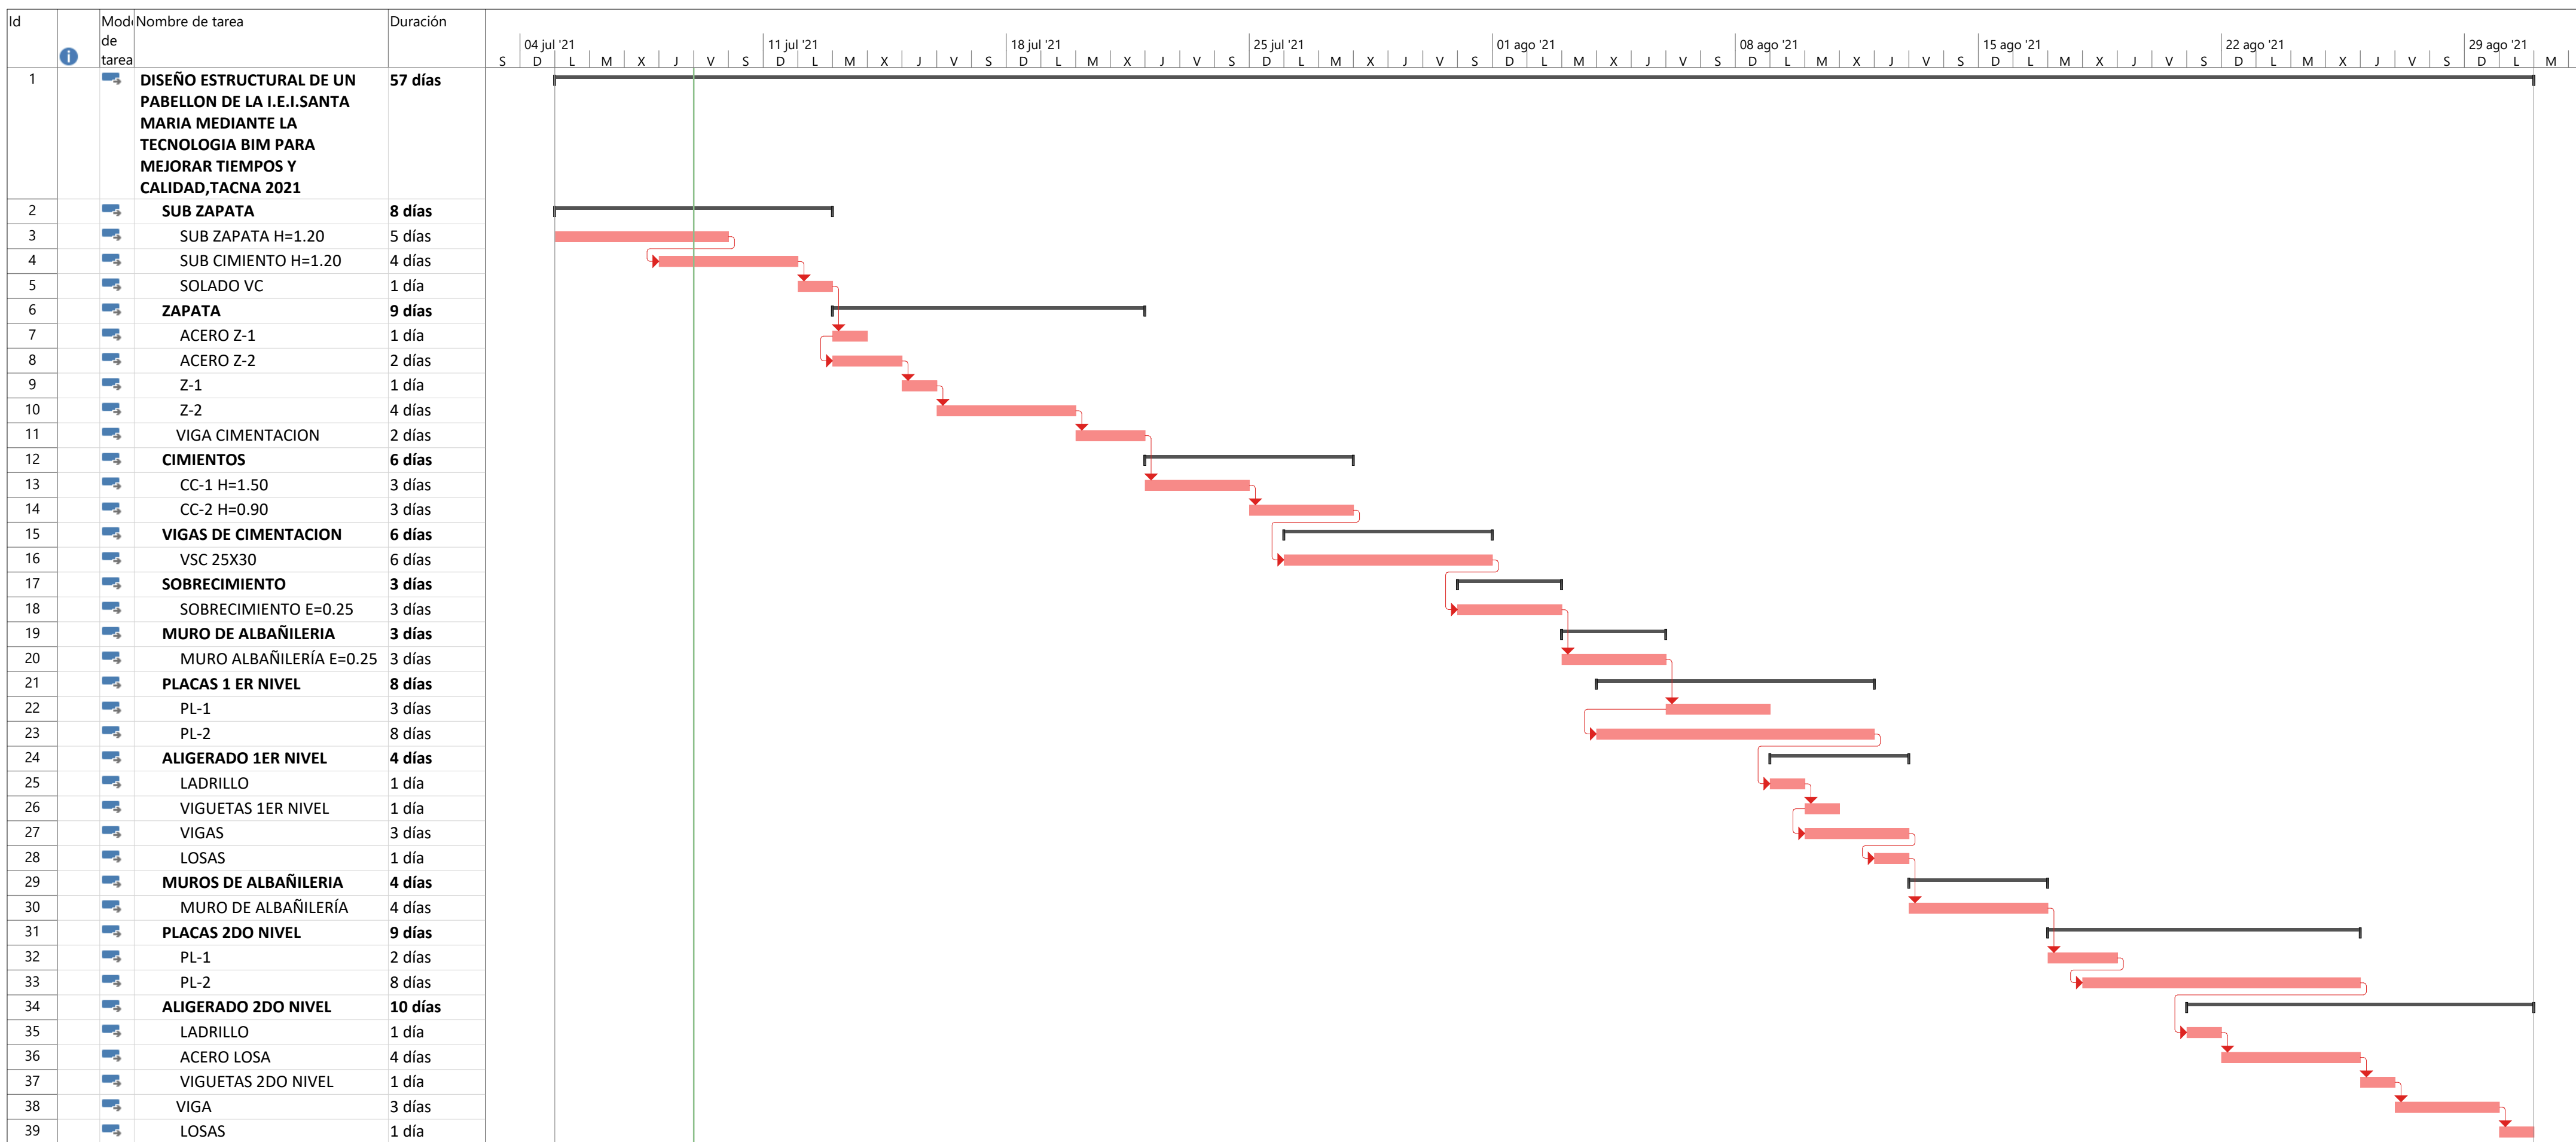 Id
Modo
de
tarea
Nombre de tarea
Duración
04 jul '21 11 jul '21 18 jul '21 25 jul '21 01 ago '21 08 ago '21 15 ago '21 22 ago '21 29 ago '21
S D L M X J V S D L M X J V S D L M X J V S D L M X J V S D L M X J V S D L M X J V S D L M X J V S D L M X J V S D L M
1 DISEÑO ESTRUCTURAL DE UN 57 días
PABELLON DE LA I.E.I.SANTA
MARIA MEDIANTE LA
TECNOLOGIA BIM PARA
MEJORAR TIEMPOS Y
CALIDAD,TACNA 2021
2 SUB ZAPATA 8 días
3 SUB ZAPATA H=1.20 5 días
4 SUB CIMIENTO H=1.20 4 días
5 SOLADO VC 1 día
6 ZAPATA 9 días
7 ACERO Z-1 1 día
8 ACERO Z-2 2 días
9 Z-1 1 día
10 Z-2 4 días
11 VIGA CIMENTACION 2 días
12 CIMIENTOS 6 días
13 CC-1 H=1.50 3 días
14 CC-2 H=0.90 3 días
15 VIGAS DE CIMENTACION 6 días
16 VSC 25X30 6 días
17 SOBRECIMIENTO 3 días
18 SOBRECIMIENTO E=0.25 3 días
19 MURO DE ALBAÑILERIA 3 días
20 MURO ALBAÑILERÍA E=0.25 3 días
21 PLACAS 1 ER NIVEL 8 días
22 PL-1 3 días
23 PL-2 8 días
24 ALIGERADO 1ER NIVEL 4 días
25 LADRILLO 1 día
26 VIGUETAS 1ER NIVEL 1 día
27 VIGAS 3 días
28 LOSAS 1 día
29 MUROS DE ALBAÑILERIA 4 días
30 MURO DE ALBAÑILERÍA 4 días
31 PLACAS 2DO NIVEL 9 días
32 PL-1 2 días
33 PL-2 8 días
34 ALIGERADO 2DO NIVEL 10 días
35 LADRILLO 1 día
36 ACERO LOSA 4 días
37 VIGUETAS 2DO NIVEL 1 día
38 VIGA 3 días
39 LOSAS 1 día